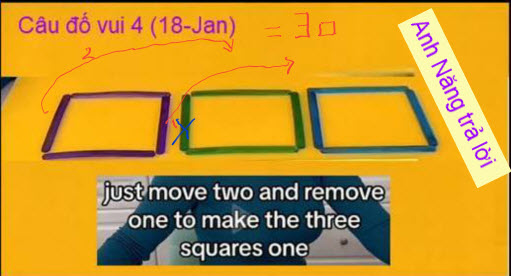 Câu đố vui 4 (18-Jan)
2
= 3
Anh Năng trả lời
just move two and remove
one to make the three
squares one